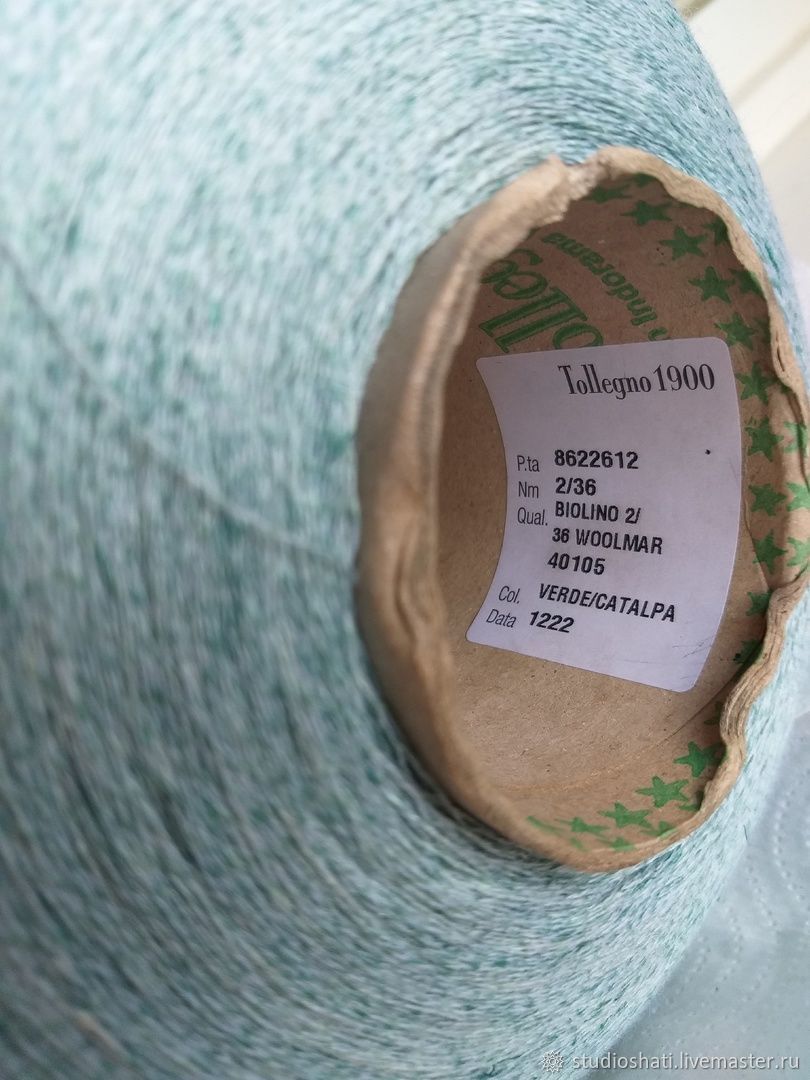 Indorama
Tollegno 1900
P.ta 8622612
Nm 2/36
Qual. BIOLINO 2/
36 WOOLMAR
40105
Col. VERDE/CATALPA
Data 1222
studioshati.livemaster.ru